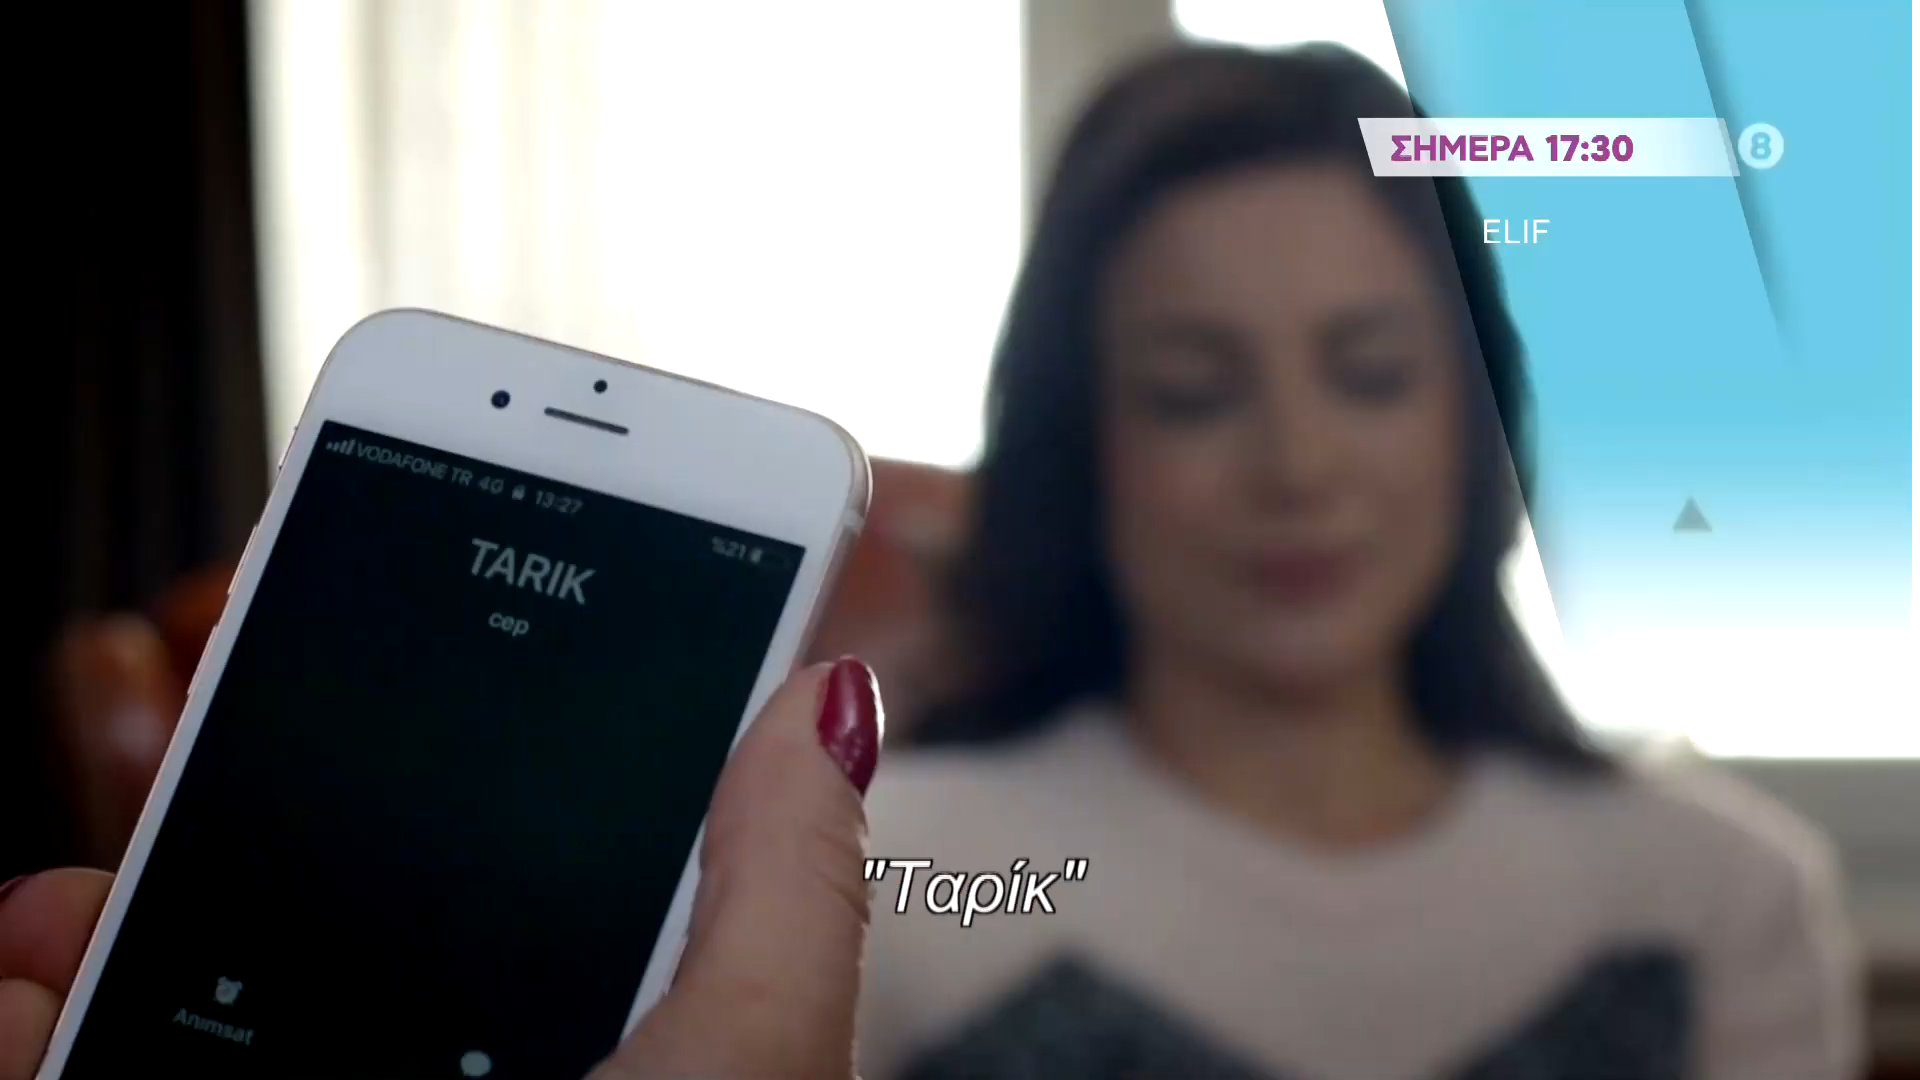 ΣΗΜΕΡΑ 17:30
8
ELIF
VODAFONE TR 4G 13:27
%21
TARIK
cep
"Ταρίκ"
Anımsat